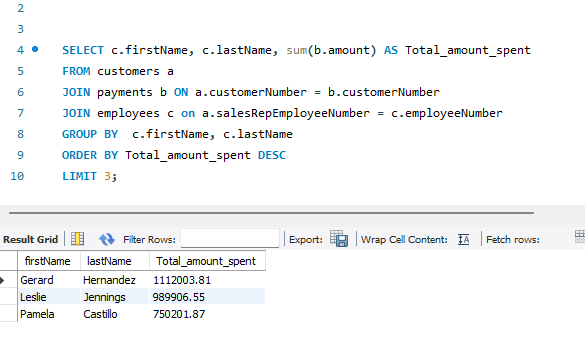 2
3
4 SELECT c.firstName, c.lastName, sum(b.amount) AS Total_amount_spent
5 FROM customers a
6 JOIN payments b ON a.customerNumber = b.customerNumber
7 JOIN employees c on a.salesRepEmployeeNumber = c.employeeNumber
8 GROUP BY  c.firstName, c.lastName
9 ORDER BY Total_amount_spent DESC
10 LIMIT 3;
Result Grid Filter Rows: Export: Wrap Cell Content: IA Fetch rows:
firstName lastName Total_amount_spent
Gerard Hernandez 1112003.81
Leslie Jennings 989906.55
Pamela Castillo 750201.87